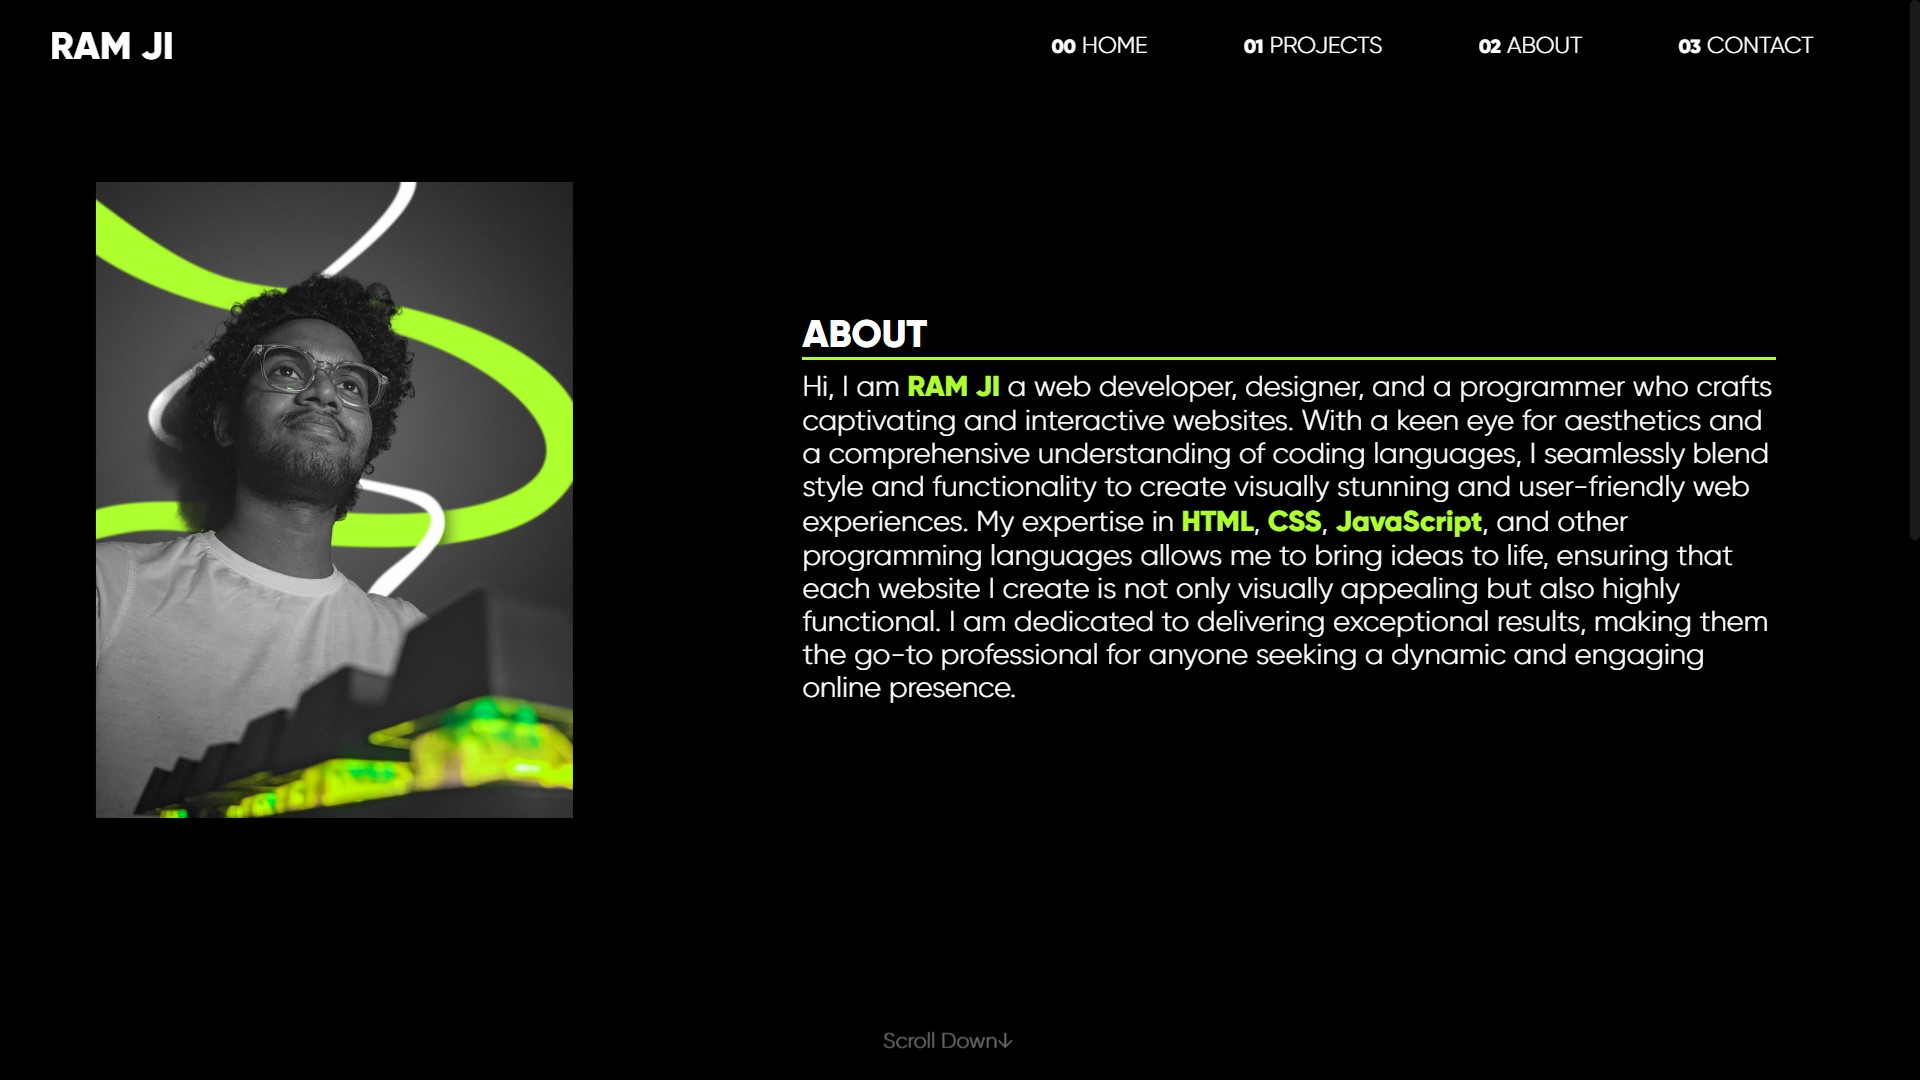 RAM JI
00 HOME
01 PROJECTS
02 ABOUT
03 CONTACT
ABOUT
Hi, I am RAM JI a web developer, designer, and a programmer who crafts
captivating and interactive websites. With a keen eye for aesthetics and
a comprehensive understanding of coding languages, I seamlessly blend
style and functionality to create visually stunning and user-friendly web
experiences. My expertise in HTML, CSS, JavaScript, and other
programming languages allows me to bring ideas to life, ensuring that
each website I create is not only visually appealing but also highly
functional. I am dedicated to delivering exceptional results, making them
the go-to professional for anyone seeking a dynamic and engaging
online presence.
Scroll Down↓